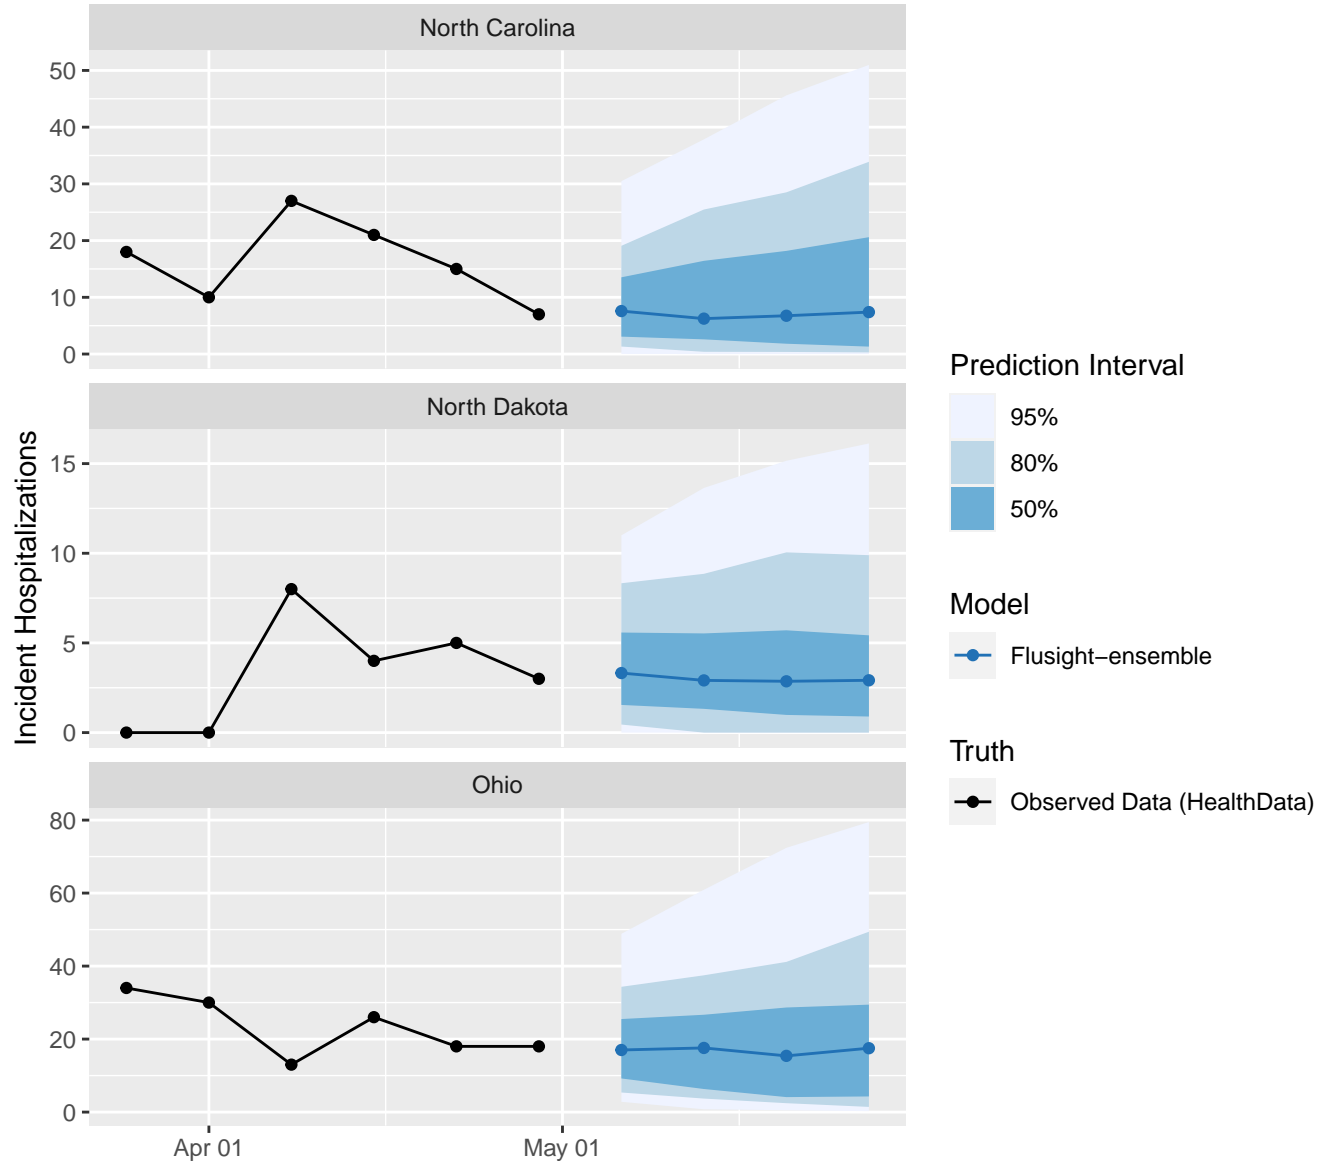 North Carolina
50
40
30
20
10
0
North Dakota
15
10
5
0
Ohio
80
60
40
20
0
Apr 01
May 01
Incident Hospitalizations
Prediction Interval
95%
80%
50%
Model
Flusight−ensemble
Truth
Observed Data (HealthData)